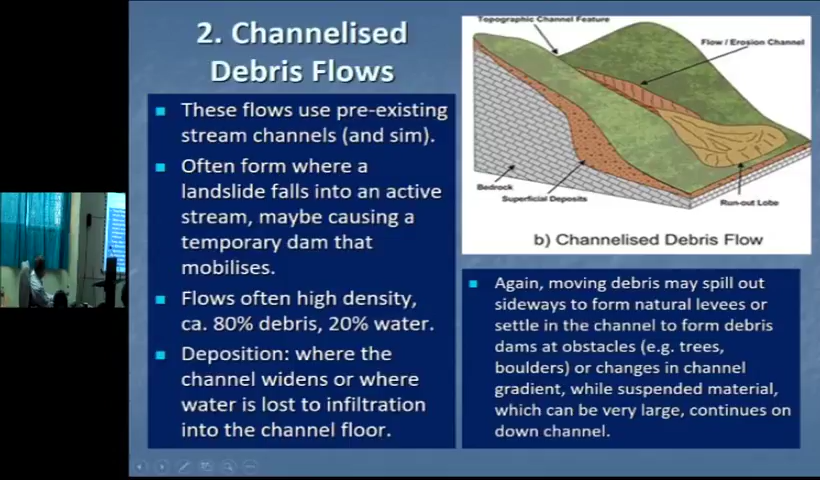 2. Channelised
Debris Flows
These flows use pre-existing
stream channels (and sim).
Often form where a
landslide falls into an active
stream, maybe causing a
temporary dam that
mobilises.
Flows often high density,
ca. 80% debris, 20% water.
Deposition: where the
channel widens or where
water is lost to infiltration
into the channel floor.
Topographic Channel Feature
Flow / Erosion Channel
Bedrock
Superficial Deposits
Run-out Lobe
b) Channelised Debris Flow
Again, moving debris may spill out
sideways to form natural levees or
settle in the channel to form debris
dams at obstacles (e.g. trees,
boulders) or changes in channel
gradient, while suspended material,
which can be very large, continues on
down channel.